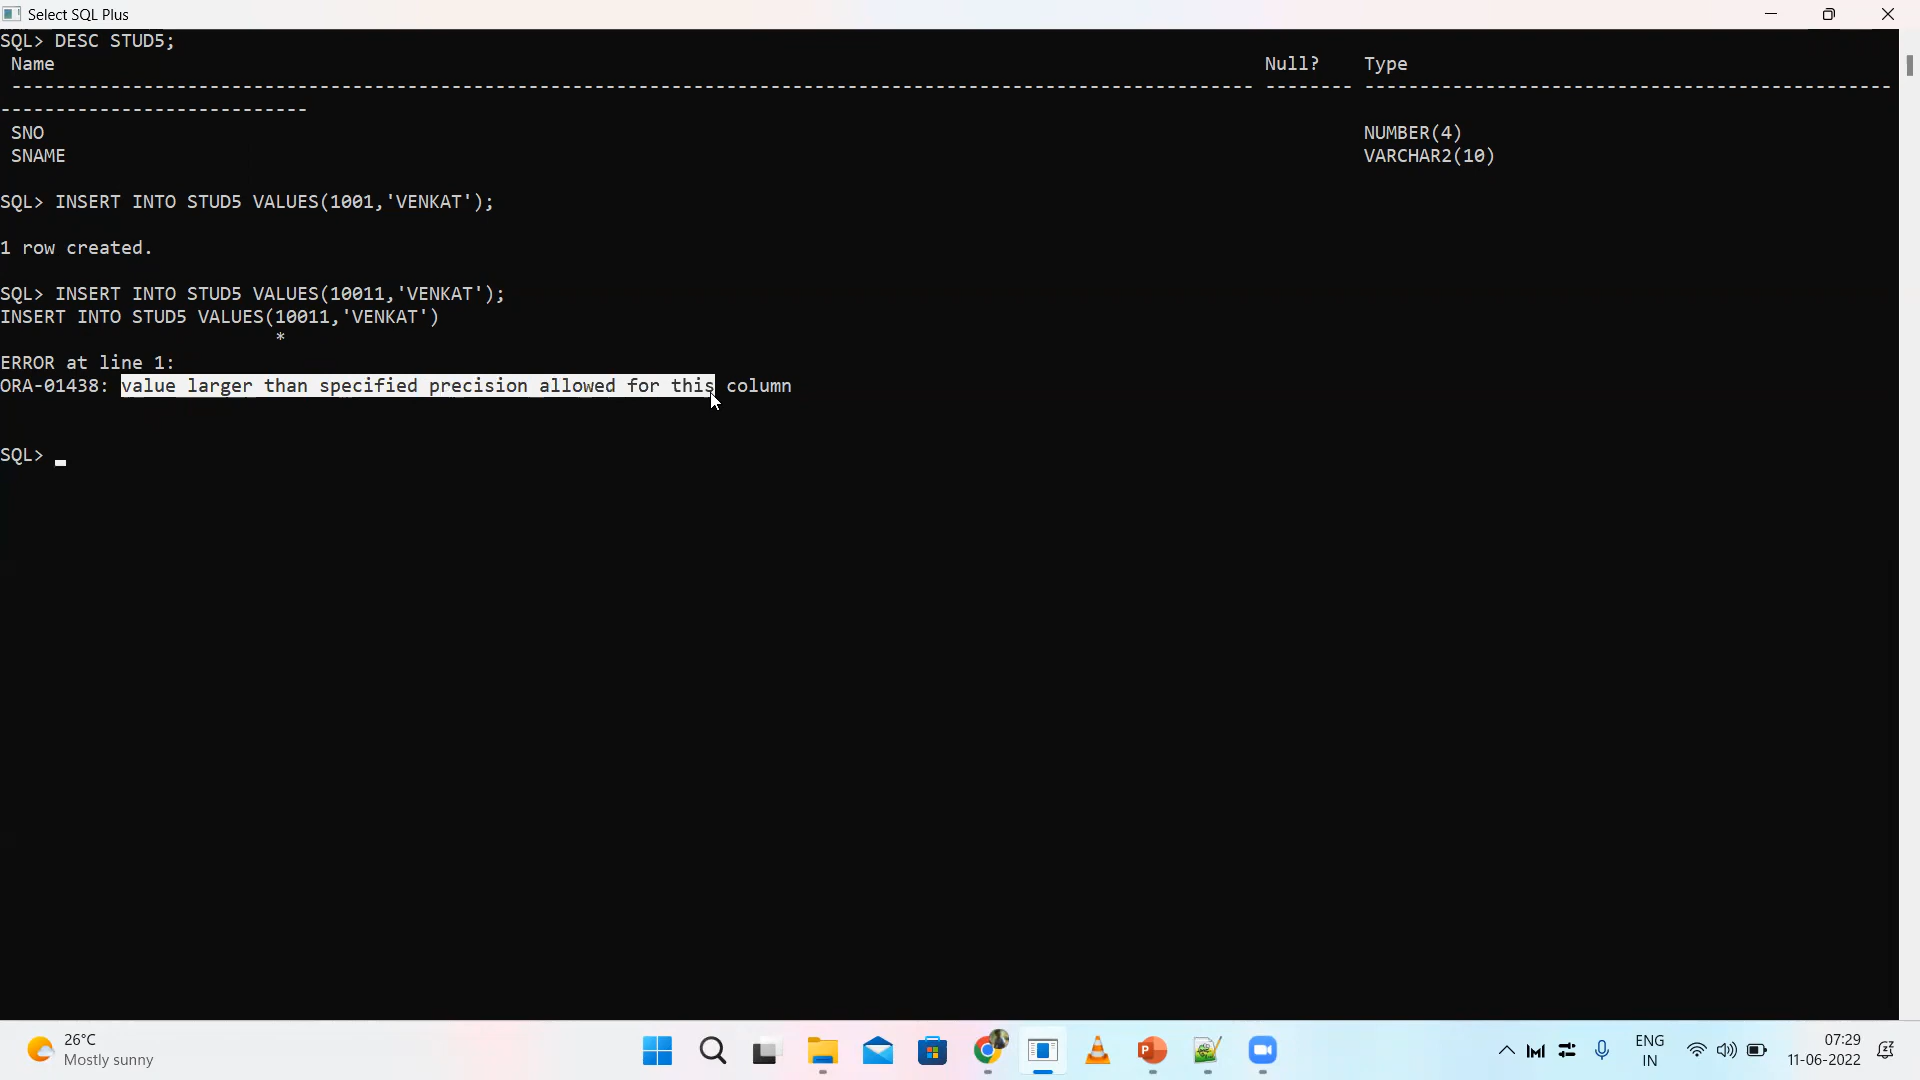 Select SQL Plus
SQL> DESC STUD5;
Name Null? Type
----------------------------------------------------------------------------------------------------------------- -------- ------------------------------------------------
----------------------------
SNO NUMBER(4)
SNAME VARCHAR2(10)
SQL> INSERT INTO STUD5 VALUES(1001,'VENKAT');
1 row created.
SQL> INSERT INTO STUD5 VALUES(10011,'VENKAT');
INSERT INTO STUD5 VALUES(10011,'VENKAT')
*
ERROR at line 1:
ORA-01438: value larger than specified precision allowed for this column
SQL>
26°C
Mostly sunny
ENG
IN
07:29
11-06-2022